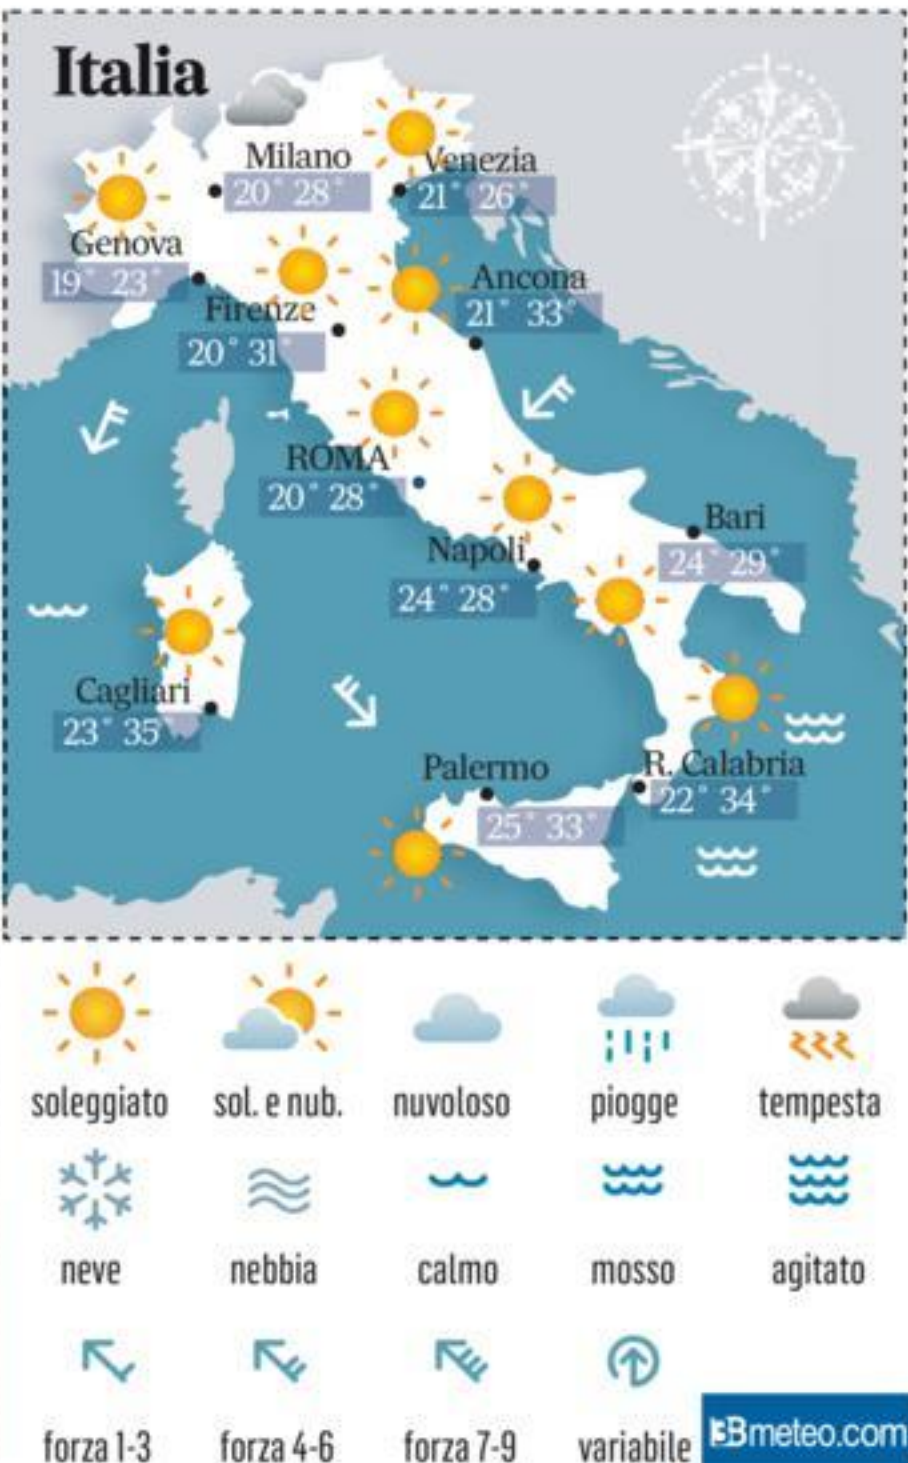 Italia
Milano
20° 28°
Venezia
21° 26°
Genova
19° 23°
Firenze
20° 31°
Ancona
21° 33°
ROMA
20° 28°
Napoli
24° 28°
Bari
24° 29°
Cagliari
23° 35°
Palermo
25° 33°
R. Calabria
22° 34°
soleggiato
sol. e nub.
nuvoloso
piogge
tempesta
neve
nebbia
calmo
mosso
agitato
forza 1-3
forza 4-6
forza 7-9
variabile
3Bmeteo.com